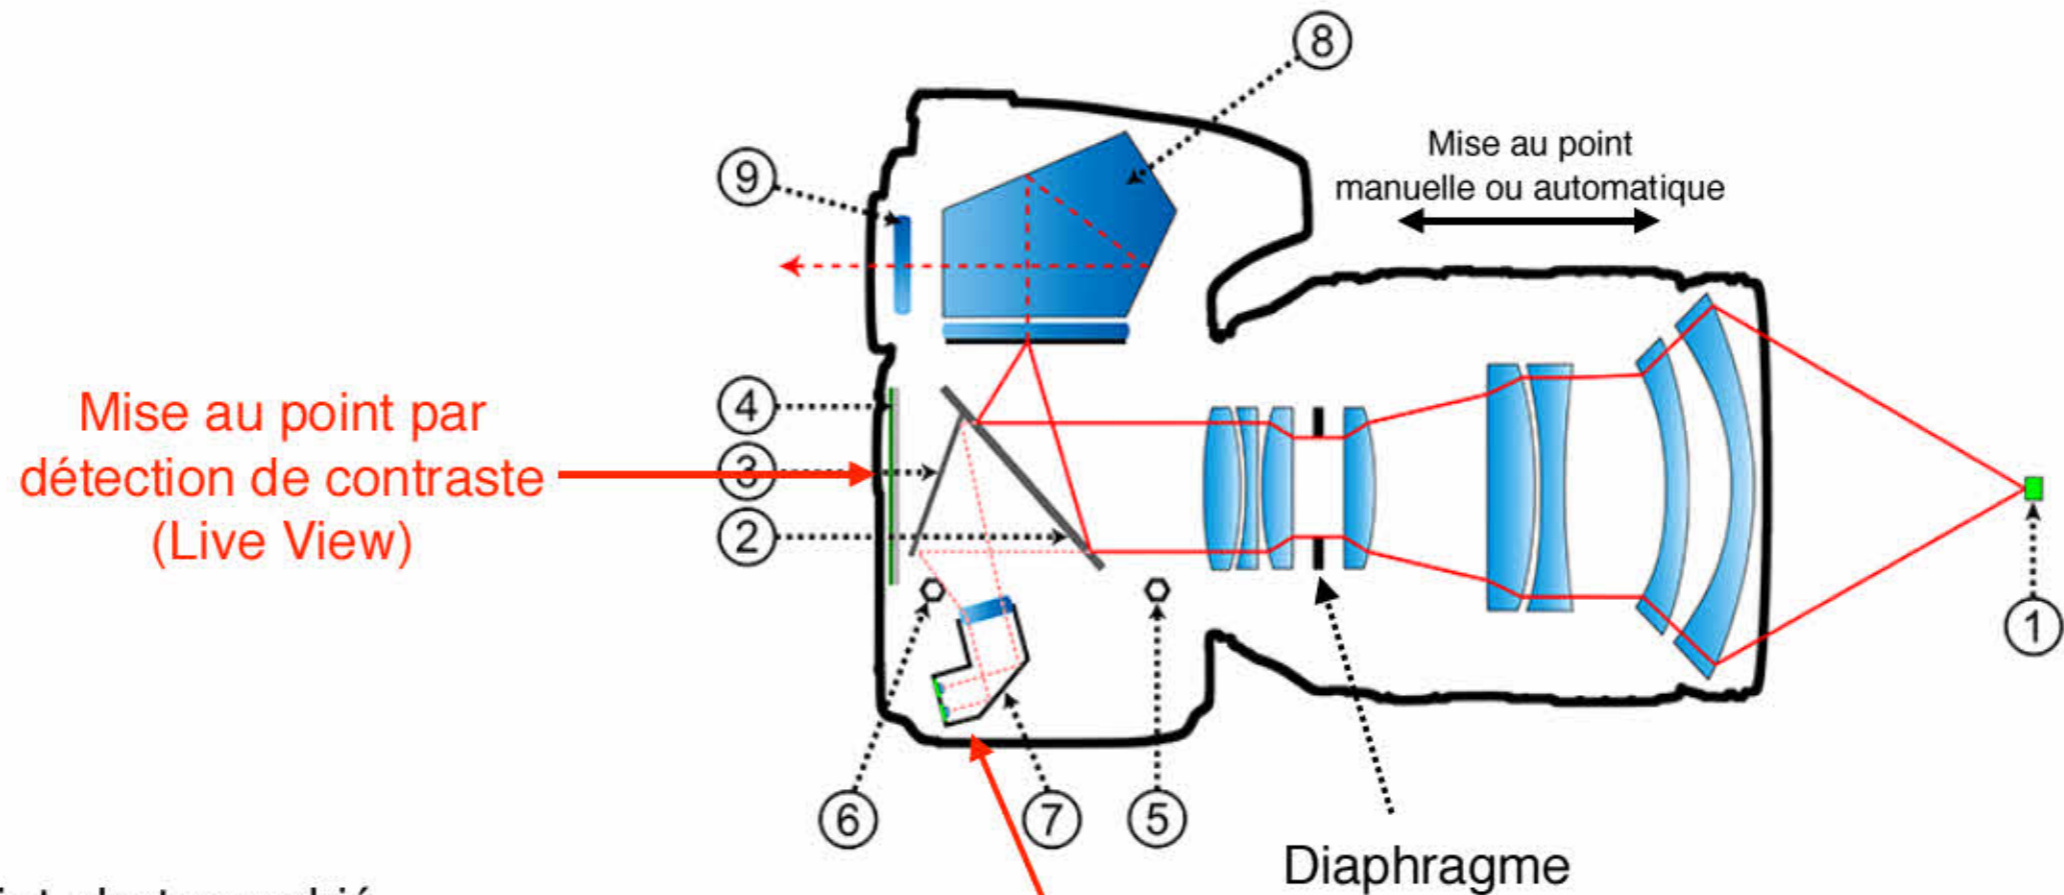 8
Mise au point
manuelle ou automatique
9
Mise au point par
détection de contraste
(Live View)
4
3
2
1
6
7
5
Diaphragme